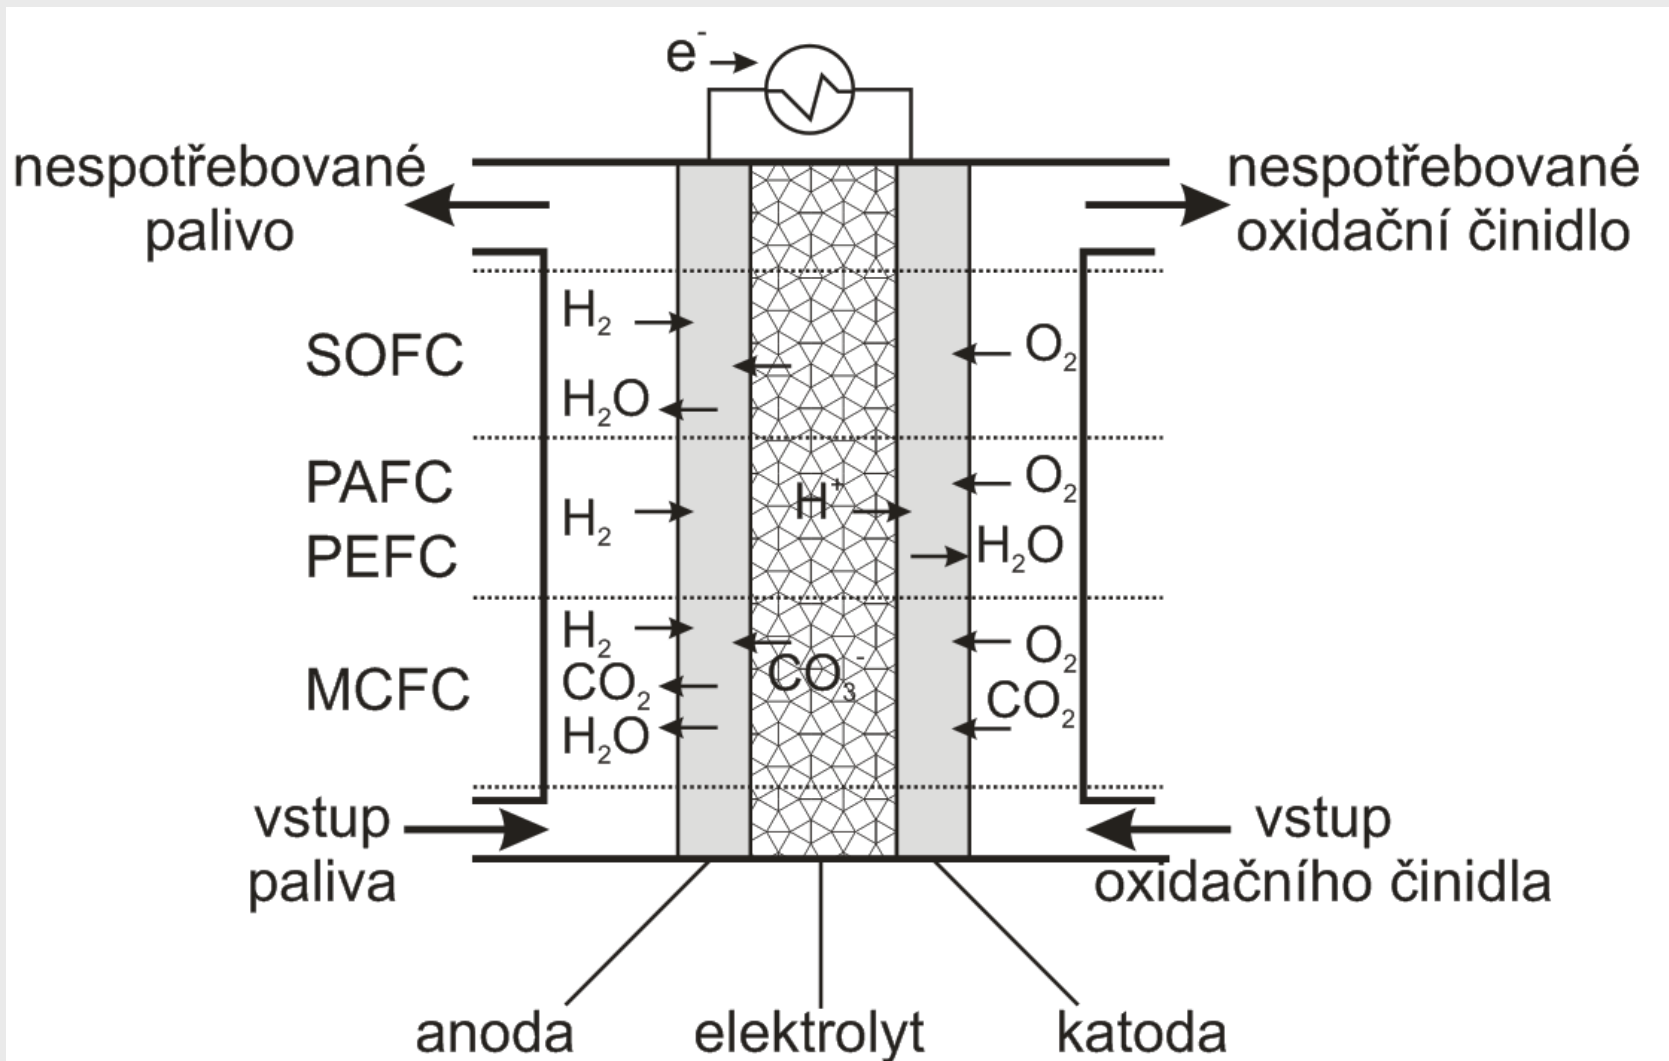 e-
nespotřebované
palivo
nespotřebované
oxidační činidlo
SOFC
H2
H2O
O2
PAFC
PEFC
H2
H+
O2
H2O
MCFC
H2
CO2
H2O
CO3-
O2
CO2
vstup
paliva
vstup
oxidačního činidla
anoda
elektrolyt
katoda